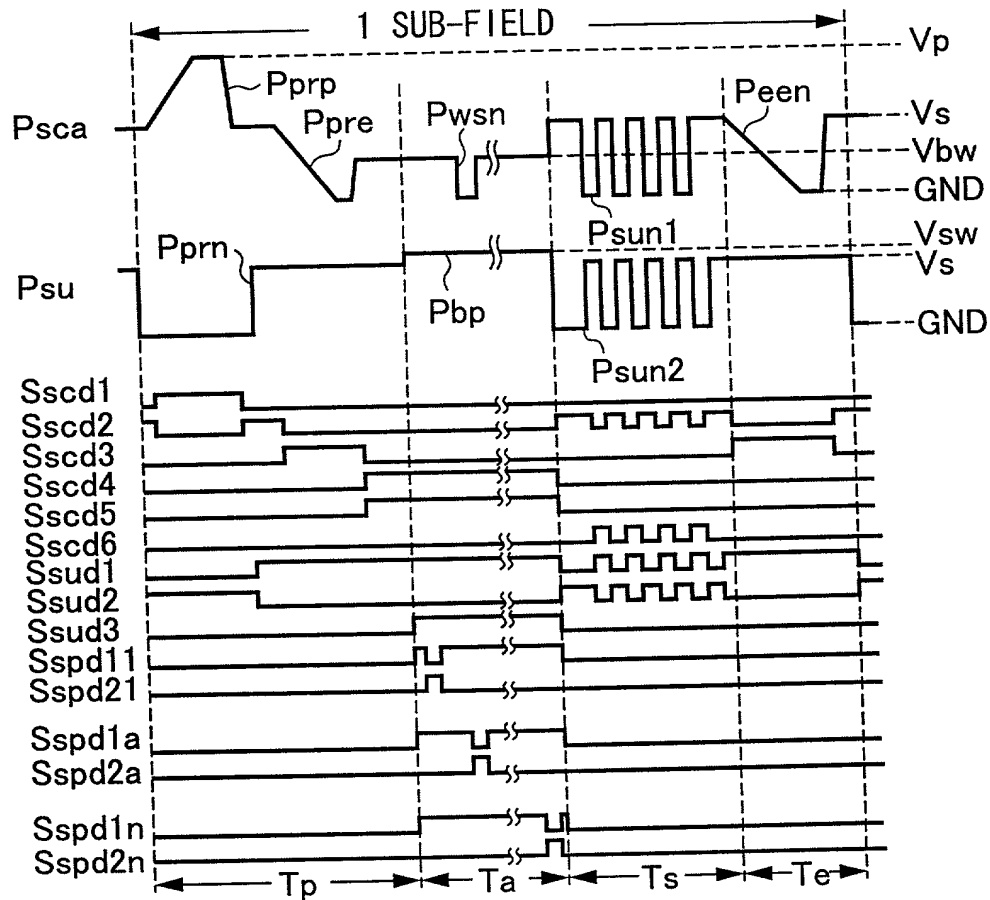 1 SUB-FIELD
Vp
Pprp
Ppre
Pwsn
Peen
Psca
Vs
Vbw
GND
Psun1
Pprn
Vsw
Vs
Psu
Pbp
GND
Psun2
Sscd1
Sscd2
Sscd3
Sscd4
Sscd5
Sscd6
Ssud1
Ssud2
Ssud3
Sspd11
Sspd21
Sspd1a
Sspd2a
Sspd1n
Sspd2n
Tp Ta Ts Te